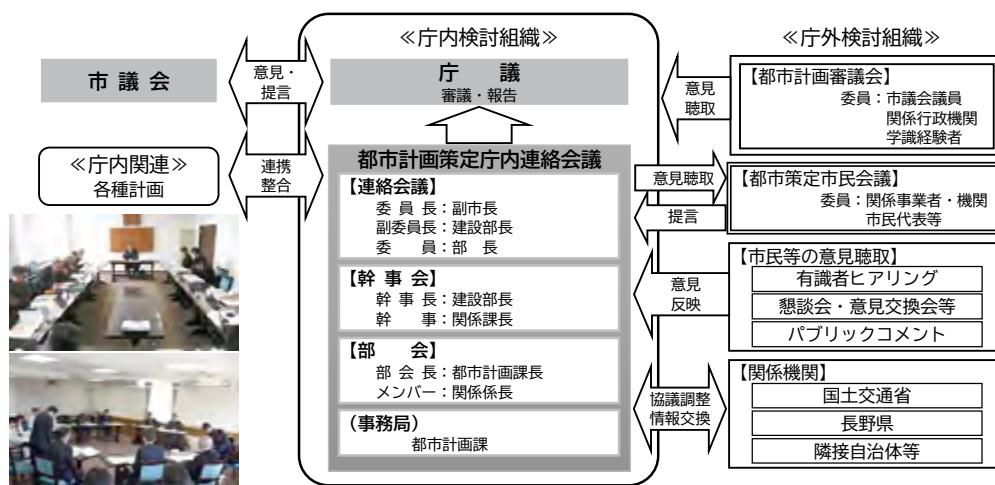 ≪庁内検討組織≫
≪庁外検討組織≫
市議会
意見・
提言
庁　議
審議・報告
意見
聴取
【都市計画審議会】
委員：市議会議員
関係行政機関
学識経験者
≪庁内関連≫
各種計画
連携
整合
都市計画策定庁内連絡会議
【連絡会議】
委 員 長：副市長
副委員長：建設部長
委　　員：部　長
意見聴取
提言
【都市策定市民会議】
委員：関係事業者・機関
市民代表等
【幹 事 会】
幹 事 長：建設部長
幹　　事：関係課長
意見
反映
【市民等の意見聴取】
有識者ヒアリング
懇談会・意見交換会等
パブリックコメント
【部　　会】
部 会 長：都市計画課長
メンバー：関係係長
（事務局）
都市計画課
協議調整
情報交換
【関係機関】
国土交通省
長野県
隣接自治体等